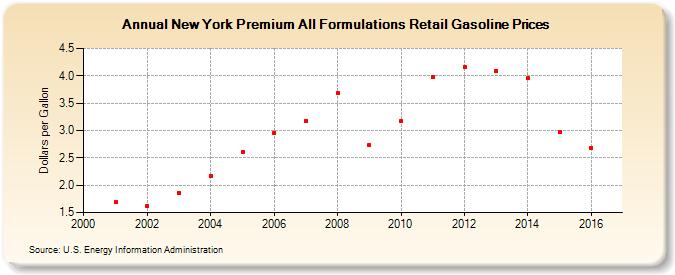 Annual New York Premium All Formulations Retail Gasoline Prices
Dollars per Gallon
4.5
4.0
3.5
3.0
2.5
2.0
1.5
2000 2002 2004 2006 2008 2010 2012 2014 2016
Source: U.S. Energy Information Administration